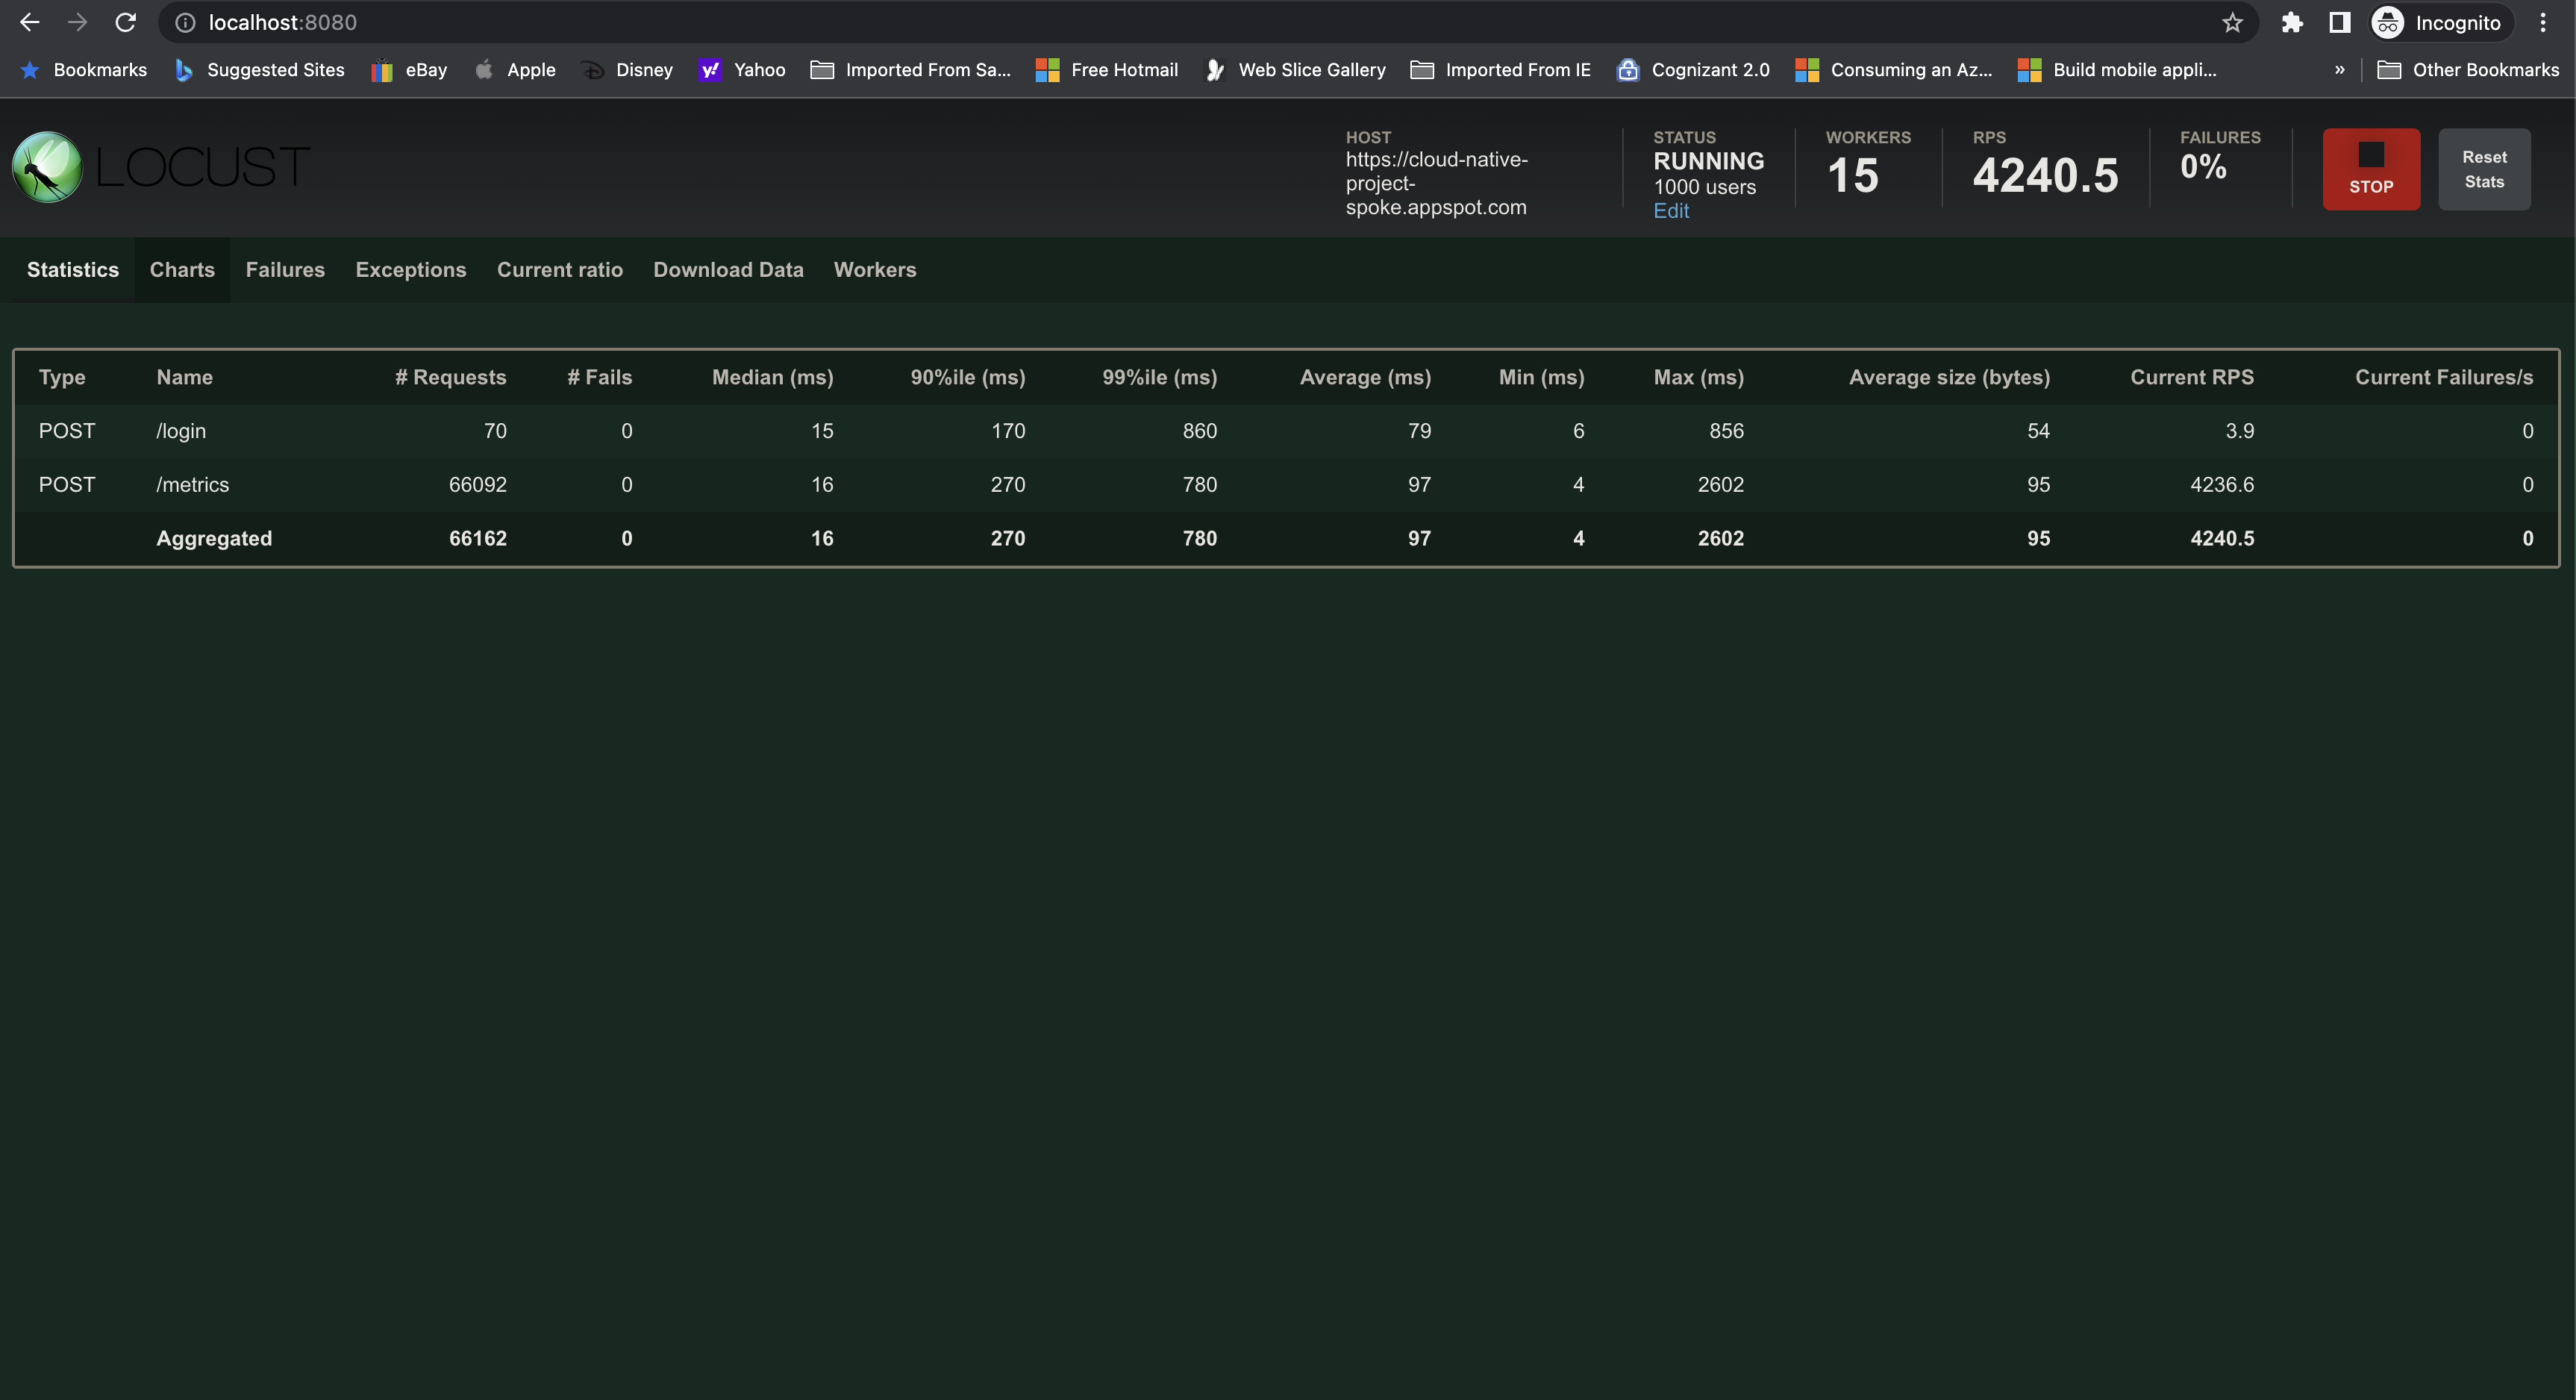 localhost:8080
Incognito
Bookmarks Suggested Sites eBay Apple Disney Yahoo Imported From Sa... Free Hotmail Web Slice Gallery Imported From IE Cognizant 2.0 Consuming an Az... Build mobile appli... » Other Bookmarks
LOCUST
HOST
https://cloud-native-
project-
spoke.appspot.com
STATUS
RUNNING
1000 users
Edit
WORKERS
15
RPS
4240.5
FAILURES
0%
STOP
Reset
Stats
Statistics Charts Failures Exceptions Current ratio Download Data Workers
Type Name # Requests # Fails Median (ms) 90%ile (ms) 99%ile (ms) Average (ms) Min (ms) Max (ms) Average size (bytes) Current RPS Current Failures/s
POST /login 70 0 15 170 860 79 6 856 54 3.9 0
POST /metrics 66092 0 16 270 780 97 4 2602 95 4236.6 0
Aggregated 66162 0 16 270 780 97 4 2602 95 4240.5 0